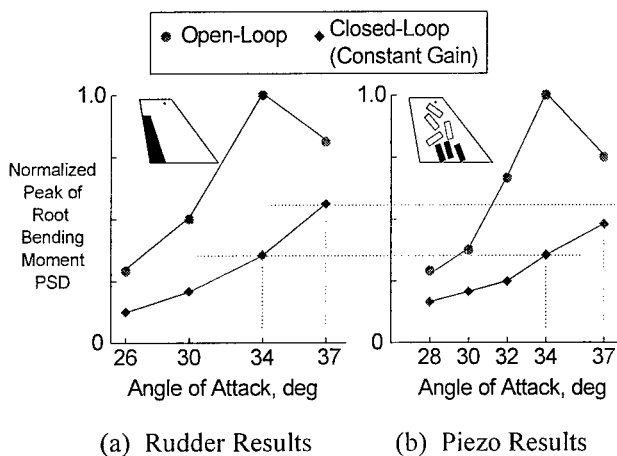 Open-Loop
Closed-Loop
(Constant Gain)
Normalized
Peak of
Root
Bending
Moment
PSD
1.0
0
26 30 34 37
Angle of Attack, deg
1.0
0
28 30 32 34 37
Angle of Attack, deg
(a) Rudder Results
(b) Piezo Results